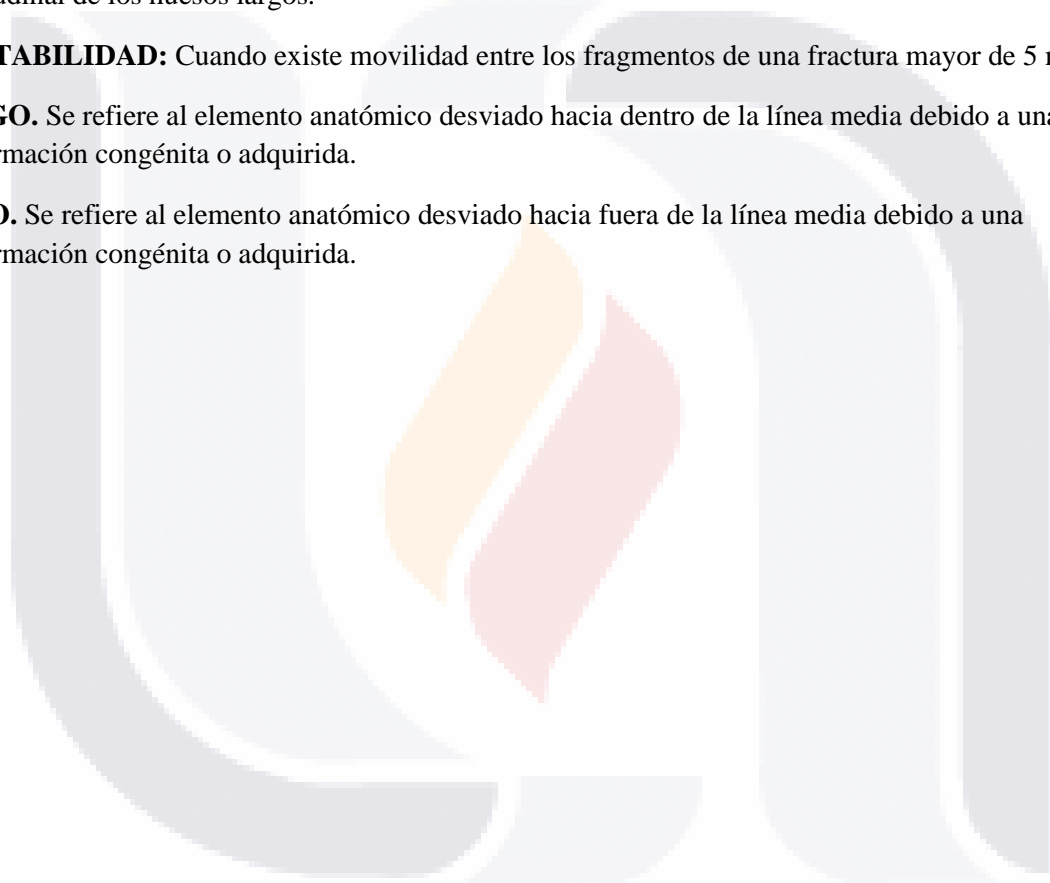 udinal de los huesos largos.
TABILIDAD: Cuando existe movilidad entre los fragmentos de una fractura mayor de 5 m
GO. Se refiere al elemento anatómico desviado hacia dentro de la línea media debido a una
rmación congénita o adquirida.
O. Se refiere al elemento anatómico desviado hacia fuera de la línea media debido a una
rmación congénita o adquirida.